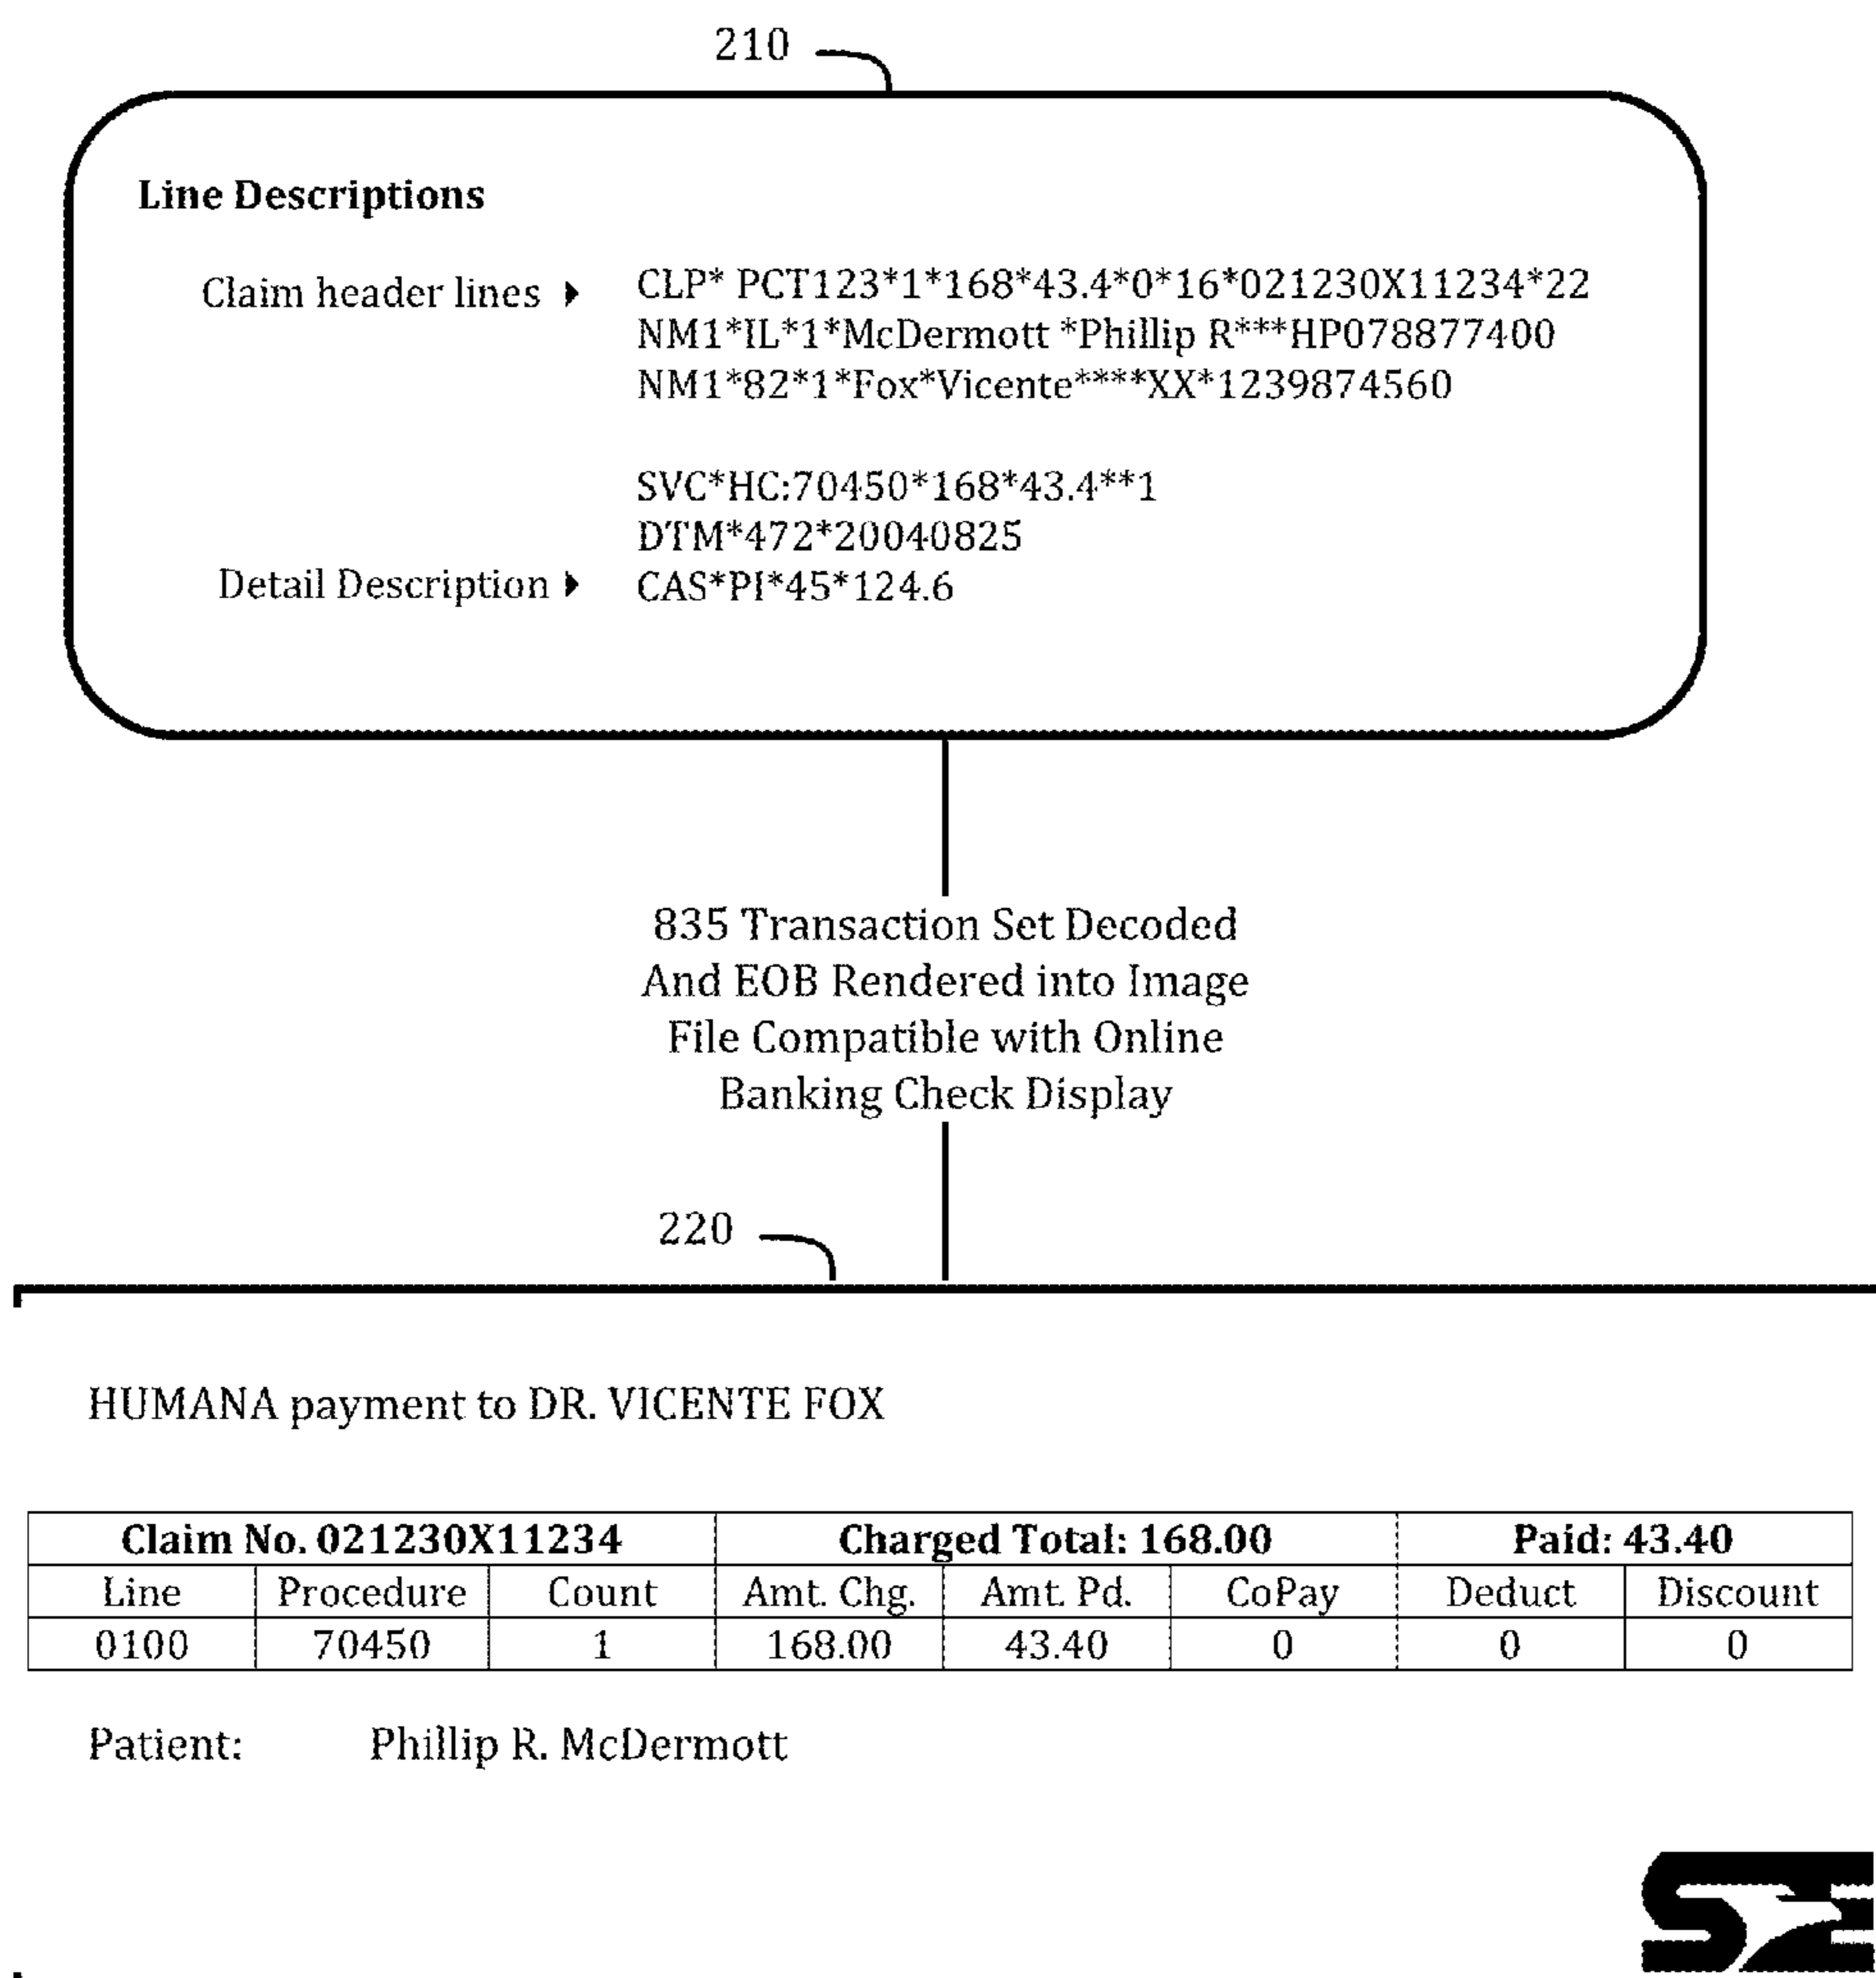 210
Line Descriptions
Claim header lines ▶ CLP* PCT123*1*168*43.4*0*16*021230X11234*22
NM1*IL*1*McDermott *Phillip R***HP078877400
NM1*82*1*Fox*Vicente****XX*1239874560
SVC*HC:70450*168*43.4**1
DTM*472*20040825
Detail Description ▶ CAS*PI*45*124.6
835 Transaction Set Decoded
And EOB Rendered into Image
File Compatible with Online
Banking Check Display
220
HUMANA payment to DR. VICENTE FOX
Claim No. 021230X11234 Charged Total: 168.00 Paid: 43.40
Line Procedure Count Amt. Chg. Amt. Pd. CoPay Deduct Discount
0100 70450 1 168.00 43.40 0 0 0
Patient: Phillip R. McDermott